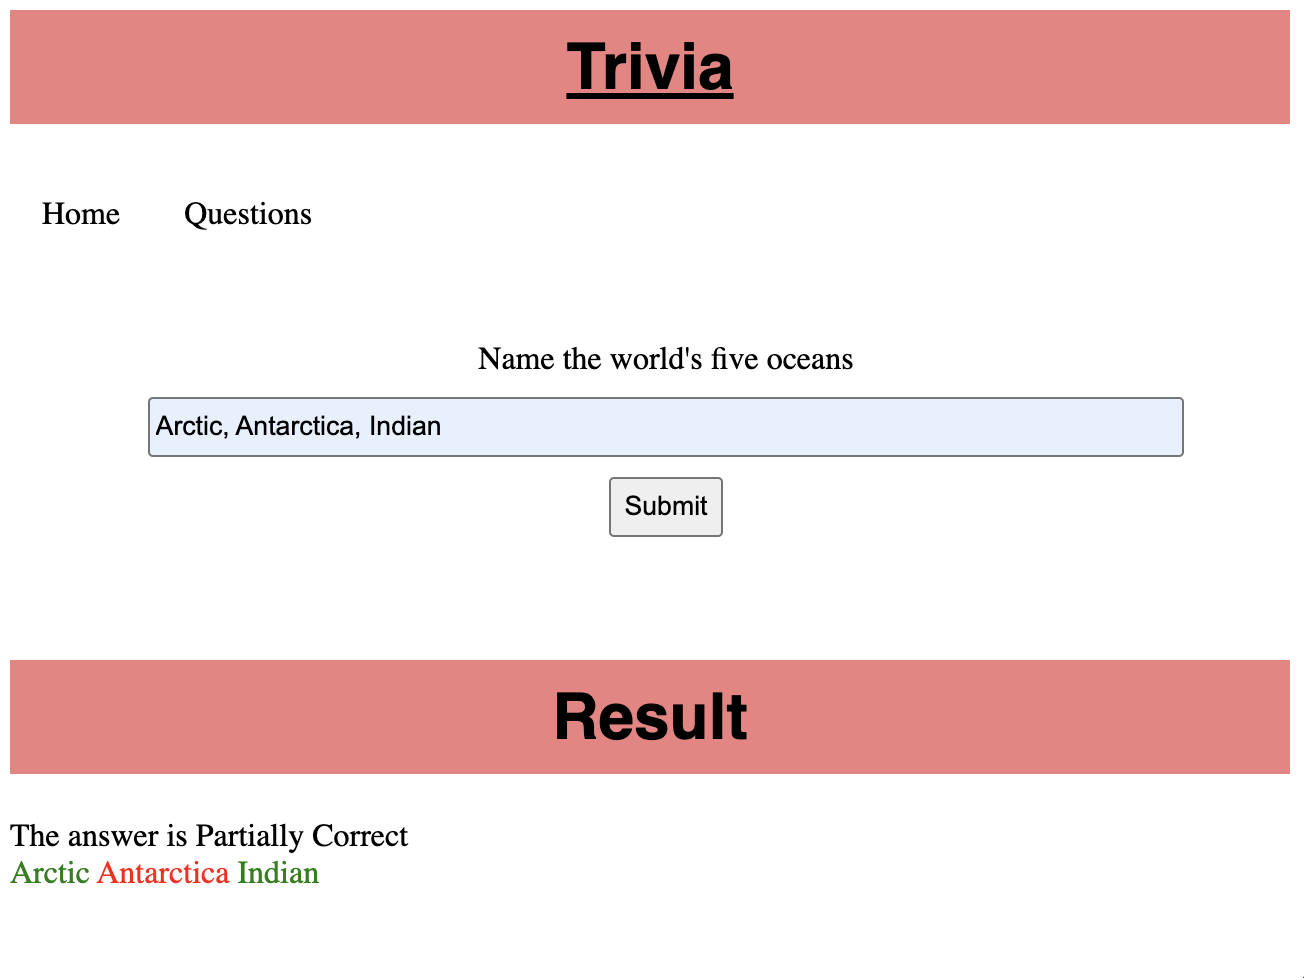 Trivia
Home Questions
Name the world's five oceans
Arctic, Antarctica, Indian
Submit
Result
The answer is Partially Correct
Arctic Antarctica Indian